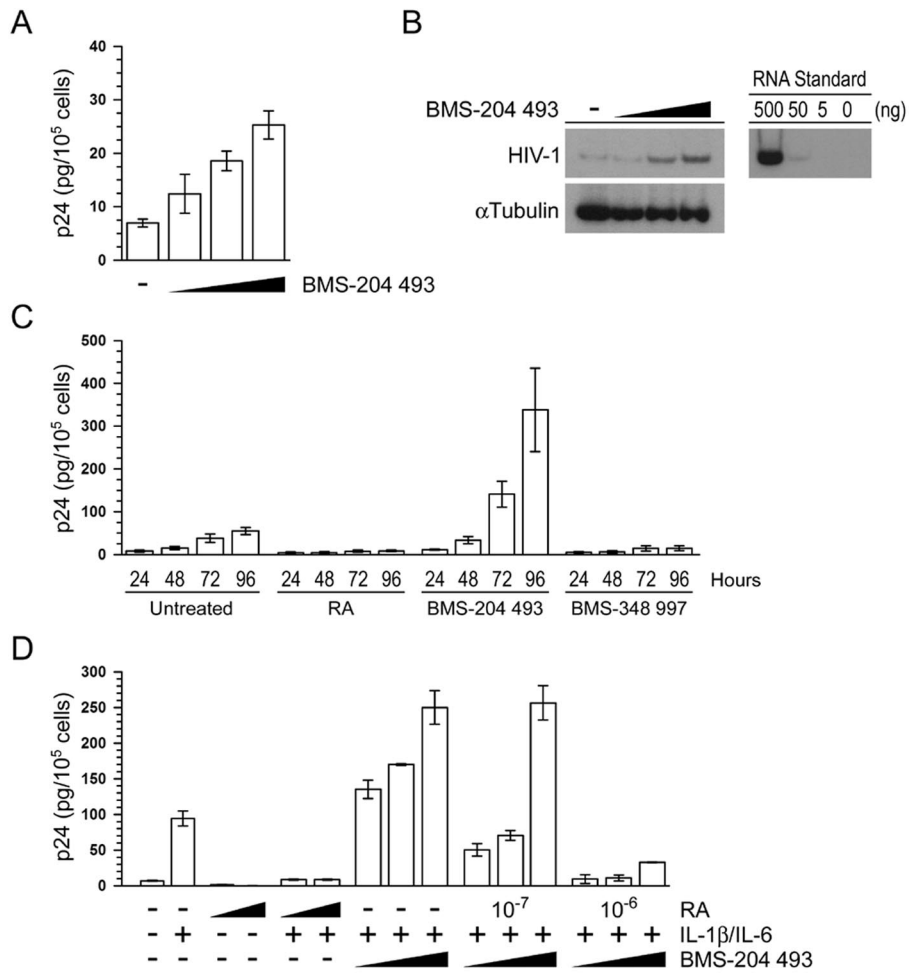 A
p24 (pg/10⁵ cells)
40
30
20
10
0
-
BMS-204 493
B
BMS-204 493
-
HIV-1
αTubulin
RNA Standard
500 50 5 0 (ng)
C
p24 (pg/10⁵ cells)
500
400
300
200
100
0
24 48 72 96 24 48 72 96 24 48 72 96 24 48 72 96 Hours
Untreated RA BMS-204 493 BMS-348 997
D
p24 (pg/10⁵ cells)
300
250
200
150
100
50
0
- - - - - 10⁻⁷ 10⁻⁶ RA
- + - - + + + + + + + + + + + IL-1β/IL-6
- - - - - - BMS-204 493